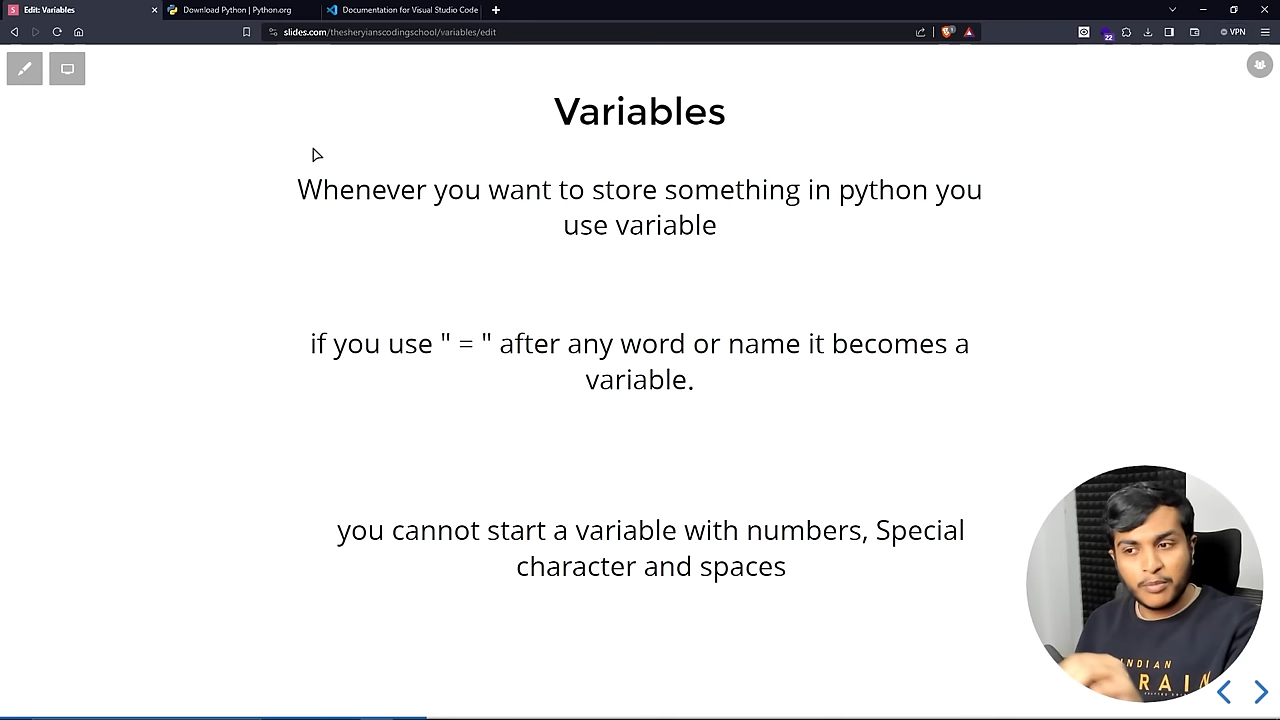 Edit: Variables
Download Python | Python.org
Documentation for Visual Studio Code
slides.com/thesheryianscodingschool/variables/edit
22
VPN
Variables
Whenever you want to store something in python you
use variable
if you use " = " after any word or name it becomes a
variable.
you cannot start a variable with numbers, Special
character and spaces
INDIAN